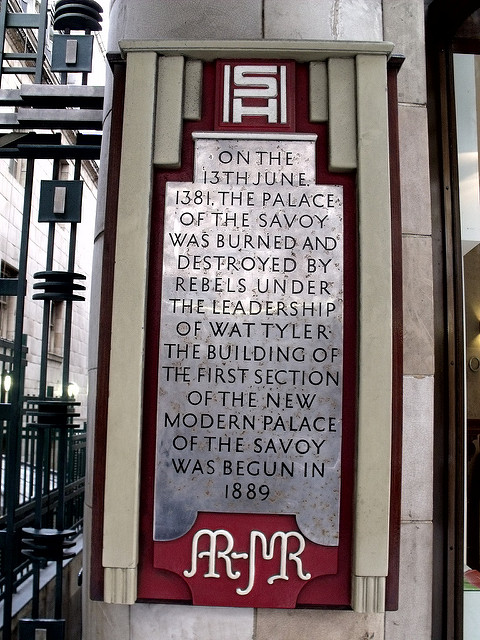 SH
ON THE
13TH JUNE,
1381, THE PALACE
OF THE SAVOY
WAS BURNED AND
DESTROYED BY
REBELS UNDER
THE LEADERSHIP
OF WAT TYLER·
THE BUILDING OF
THE FIRST SECTION
OF THE NEW
MODERN PALACE
OF THE SAVOY
WAS BEGUN IN
1889
AR-MR